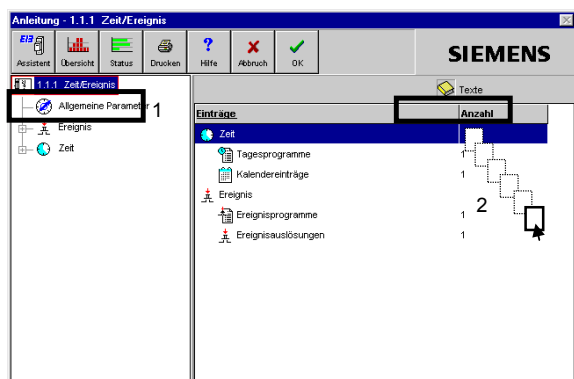 Anleitung - 1.1.1 Zeit/Ereignis
EIB
Assistent Übersicht Status Drucken Hilfe Abbruch OK
SIEMENS
1.1.1 Zeit/Ereignis
Texte
Allgemeine Parameter
1
Einträge Anzahl
Ereignis
Zeit
Zeit
Tagesprogramme 1
Kalendereinträge 1
Ereignis
2
Ereignisprogramme 1
Ereignisauslösungen 1